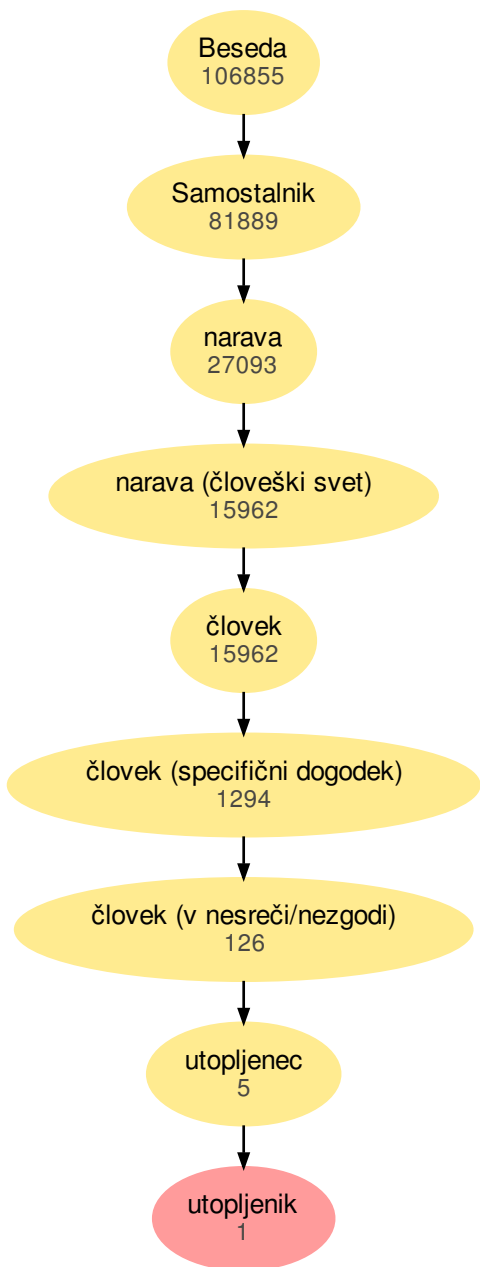 Beseda
106855
Samostalnik
81889
narava
27093
narava (človeški svet)
15962
človek
15962
človek (specifični dogodek)
1294
človek (v nesreči/nezgodi)
126
utopljenec
5
utopljenik
1